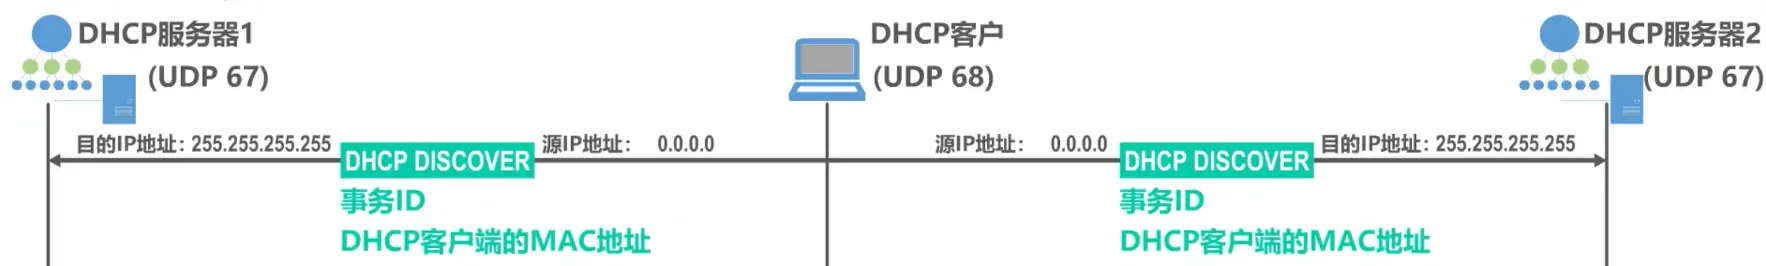 DHCP服务器1
(UDP 67)
DHCP客户
(UDP 68)
DHCP服务器2
(UDP 67)
目的IP地址: 255.255.255.255
DHCP DISCOVER
源IP地址: 0.0.0.0
事务ID
DHCP客户端的MAC地址
源IP地址: 0.0.0.0
DHCP DISCOVER
目的IP地址: 255.255.255.255
事务ID
DHCP客户端的MAC地址